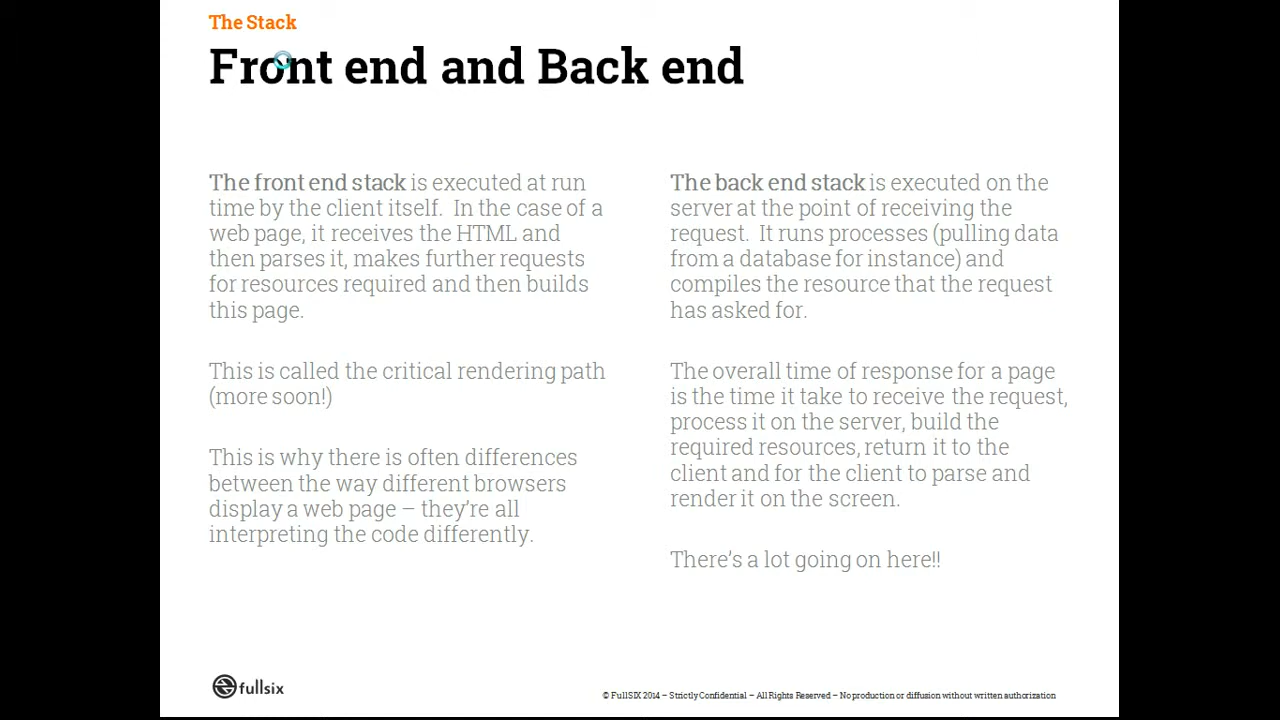 The Stack
Front end and Back end
The front end stack is executed at run
time by the client itself.  In the case of a
web page, it receives the HTML and
then parses it, makes further requests
for resources required and then builds
this page.
This is called the critical rendering path
(more soon!)
This is why there is often differences
between the way different browsers
display a web page – they’re all
interpreting the code differently.
The back end stack is executed on the
server at the point of receiving the
request.  It runs processes (pulling data
from a database for instance) and
compiles the resource that the request
has asked for.
The overall time of response for a page
is the time it take to receive the request,
process it on the server, build the
required resources, return it to the
client and for the client to parse and
render it on the screen.
There’s a lot going on here!!
fullsix
© FullSIX 2014 – Strictly Confidential – All Rights Reserved – No production or diffusion without written authorization